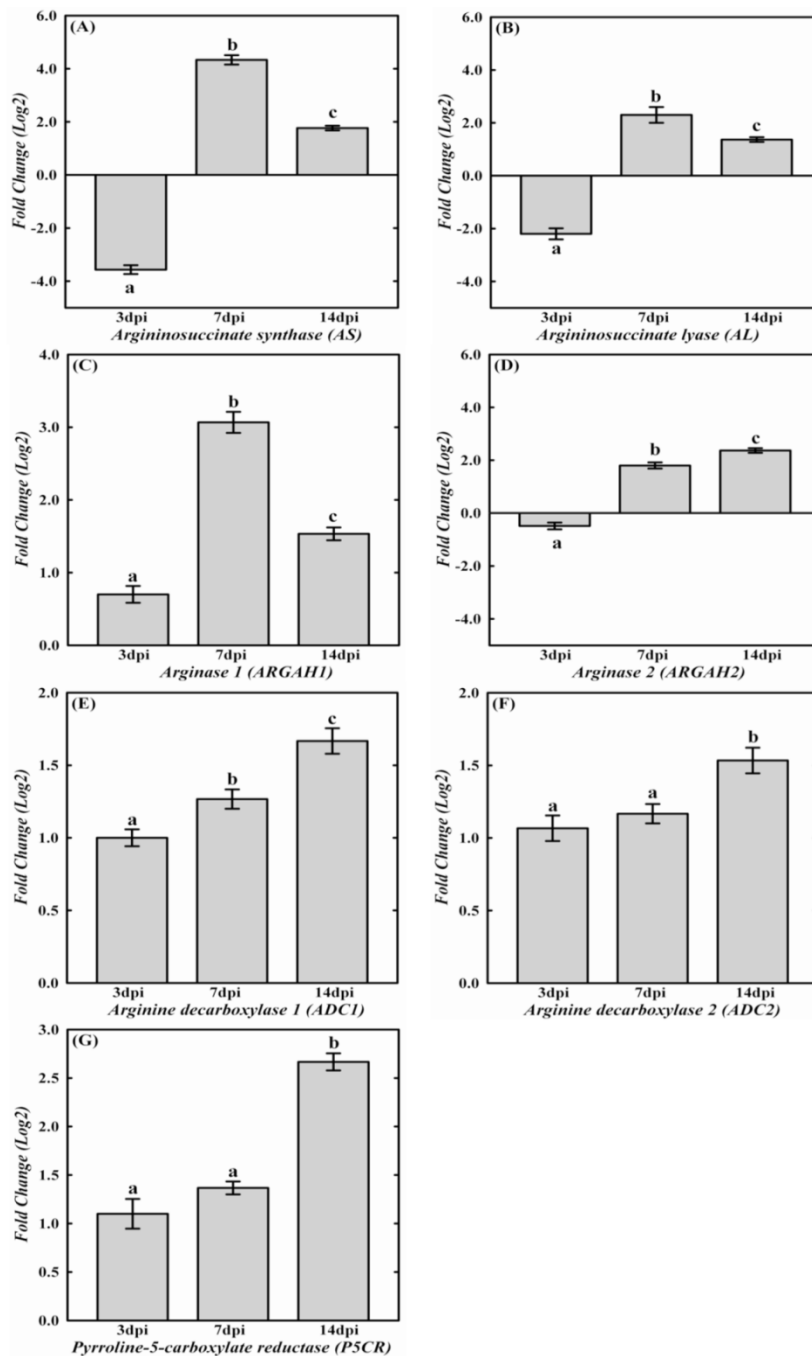 (A)
6.0
4.0
2.0
0.0
-2.0
-4.0
Fold Change (Log2)
a
b
c
3dpi 7dpi 14dpi
Argininosuccinate synthase (AS)
(B)
6.0
4.0
2.0
0.0
-2.0
-4.0
Fold Change (Log2)
a
b
c
3dpi 7dpi 14dpi
Argininosuccinate lyase (AL)
(C)
4.0
3.0
2.0
1.0
0.0
Fold Change (Log2)
a
b
c
3dpi 7dpi 14dpi
Arginase 1 (ARGAH1)
(D)
6.0
4.0
2.0
0.0
-2.0
-4.0
Fold Change (Log2)
a
b
c
3dpi 7dpi 14dpi
Arginase 2 (ARGAH2)
(E)
2.0
1.5
1.0
0.5
0.0
Fold Change (Log2)
a
b
c
3dpi 7dpi 14dpi
Arginine decarboxylase 1 (ADC1)
(F)
2.0
1.5
1.0
0.5
0.0
Fold Change (Log2)
a
a
b
3dpi 7dpi 14dpi
Arginine decarboxylase 2 (ADC2)
(G)
3.0
2.5
2.0
1.5
1.0
0.5
0.0
Fold Change (Log2)
a
a
b
3dpi 7dpi 14dpi
Pyrroline-5-carboxylate reductase (P5CR)